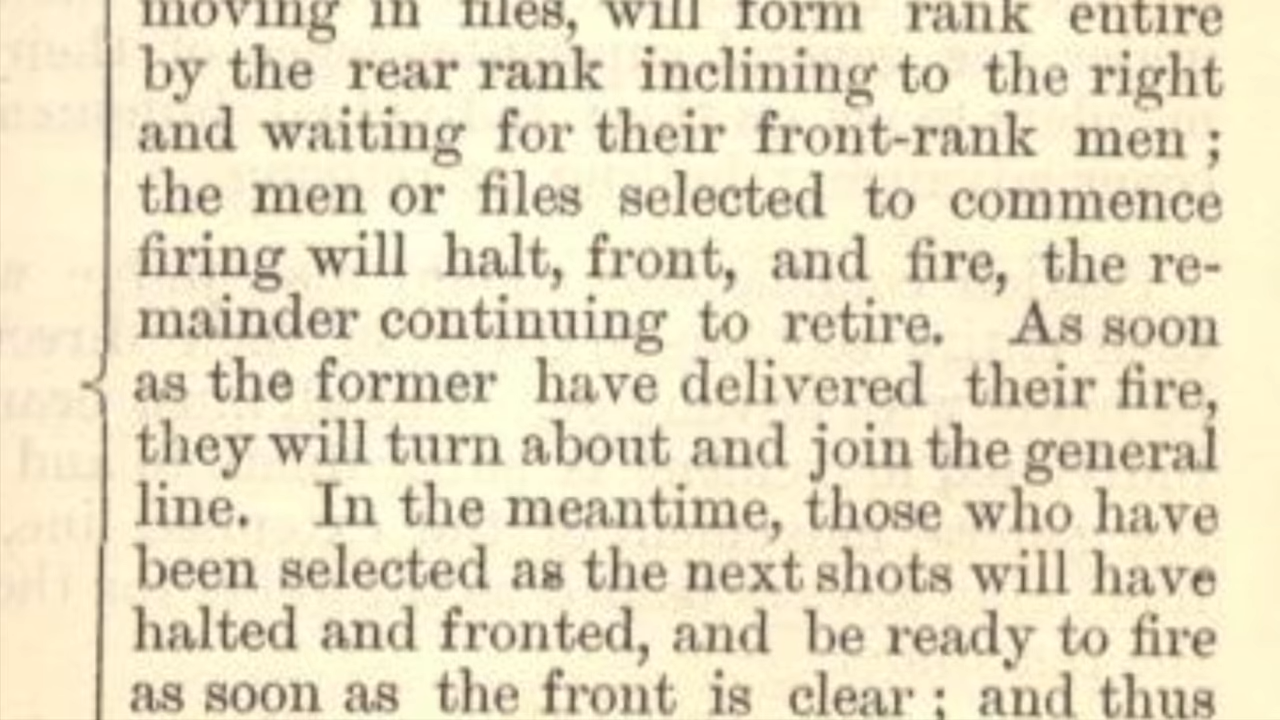 moving in files, will form rank entire
by the rear rank inclining to the right
and waiting for their front-rank men ;
the men or files selected to commence
firing will halt, front, and fire, the re-
mainder continuing to retire. As soon
as the former have delivered their fire,
they will turn about and join the general
line. In the meantime, those who have
been selected as the next shots will have
halted and fronted, and be ready to fire
as soon as the front is clear ; and thus